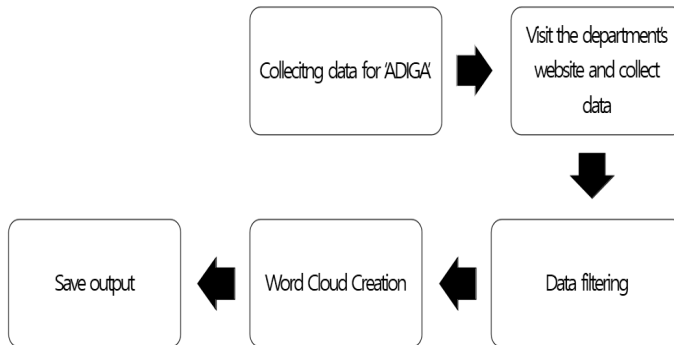 Collecitng data for 'ADIGA'
Visit the department's
website and collect
data
Data filtering
Word Cloud Creation
Save output